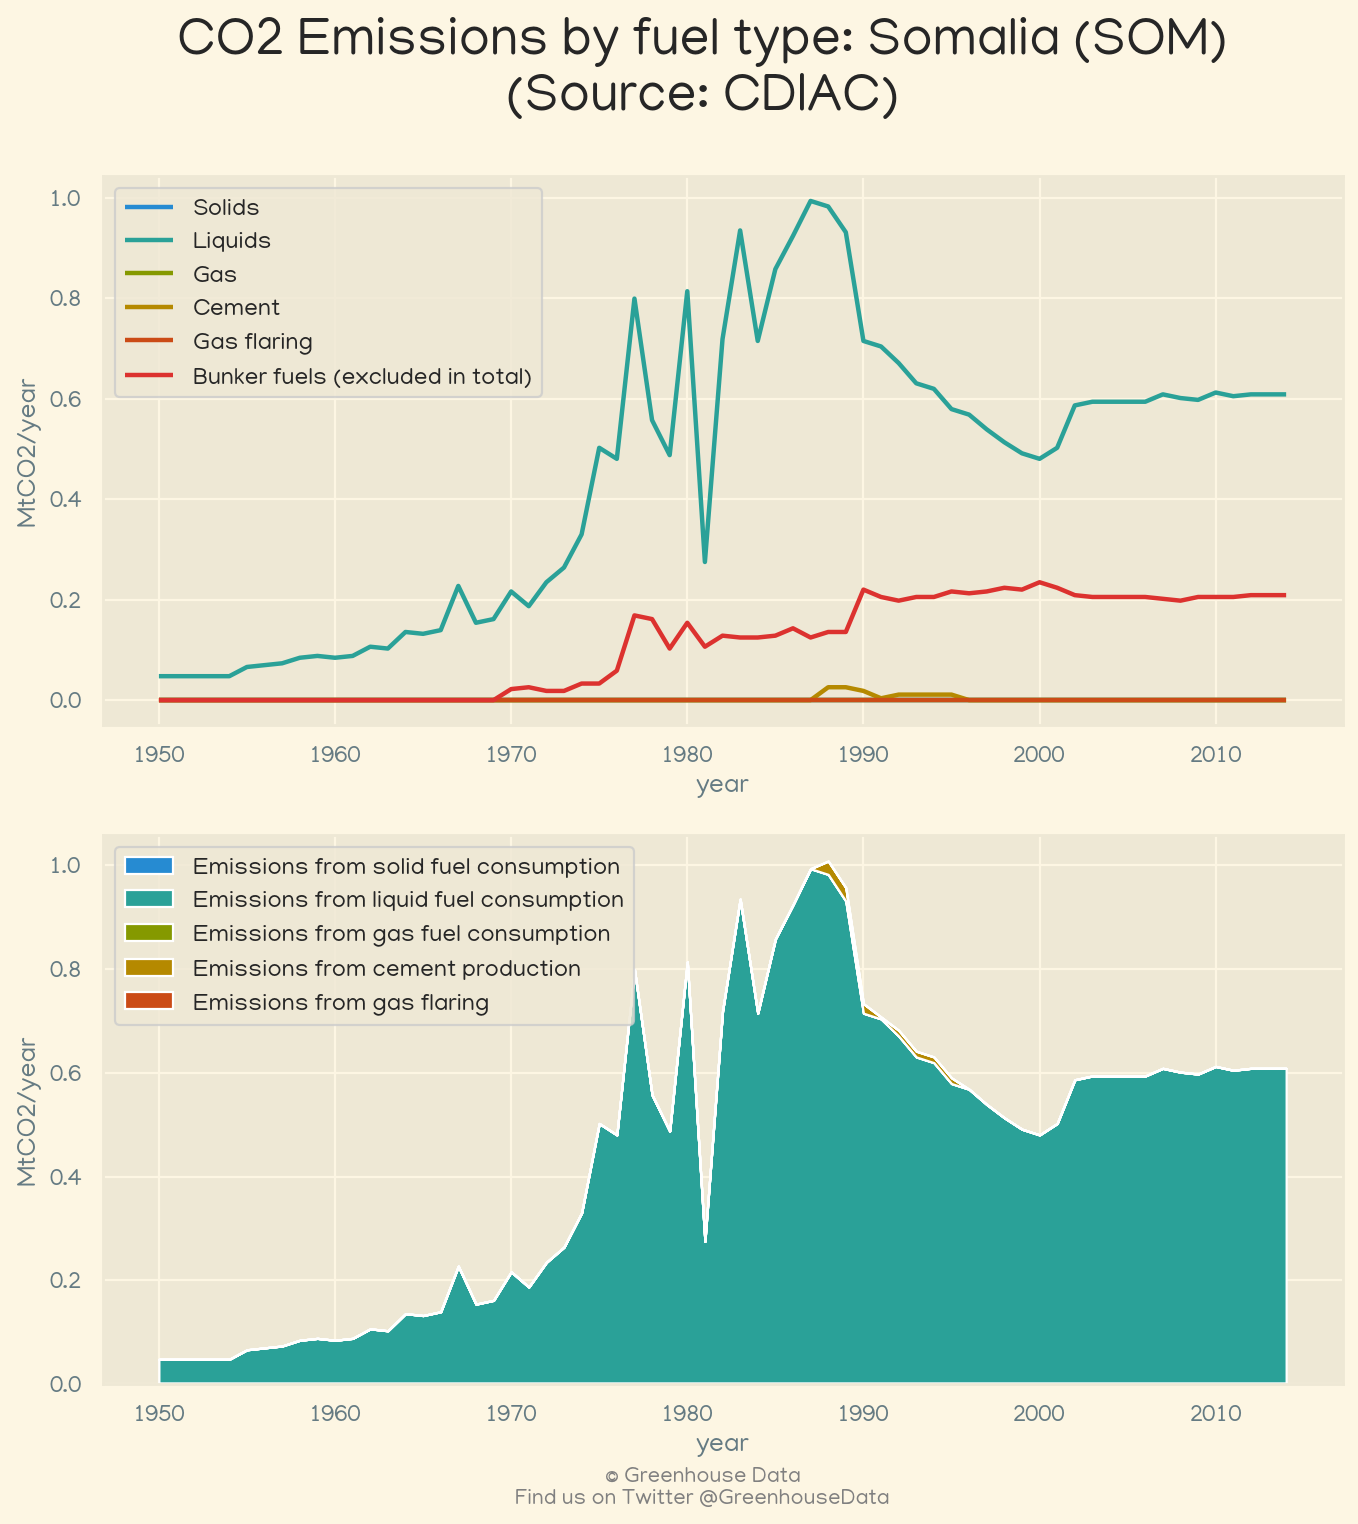 CO2 Emissions by fuel type: Somalia (SOM)
(Source: CDIAC)
1.0
0.8
0.6
0.4
0.2
0.0
MtCO2/year
Solids
Liquids
Gas
Cement
Gas flaring
Bunker fuels (excluded in total)
1950 1960 1970 1980 1990 2000 2010
year
1.0
0.8
0.6
0.4
0.2
0.0
MtCO2/year
Emissions from solid fuel consumption
Emissions from liquid fuel consumption
Emissions from gas fuel consumption
Emissions from cement production
Emissions from gas flaring
1950 1960 1970 1980 1990 2000 2010
year
© Greenhouse Data
Find us on Twitter @GreenhouseData